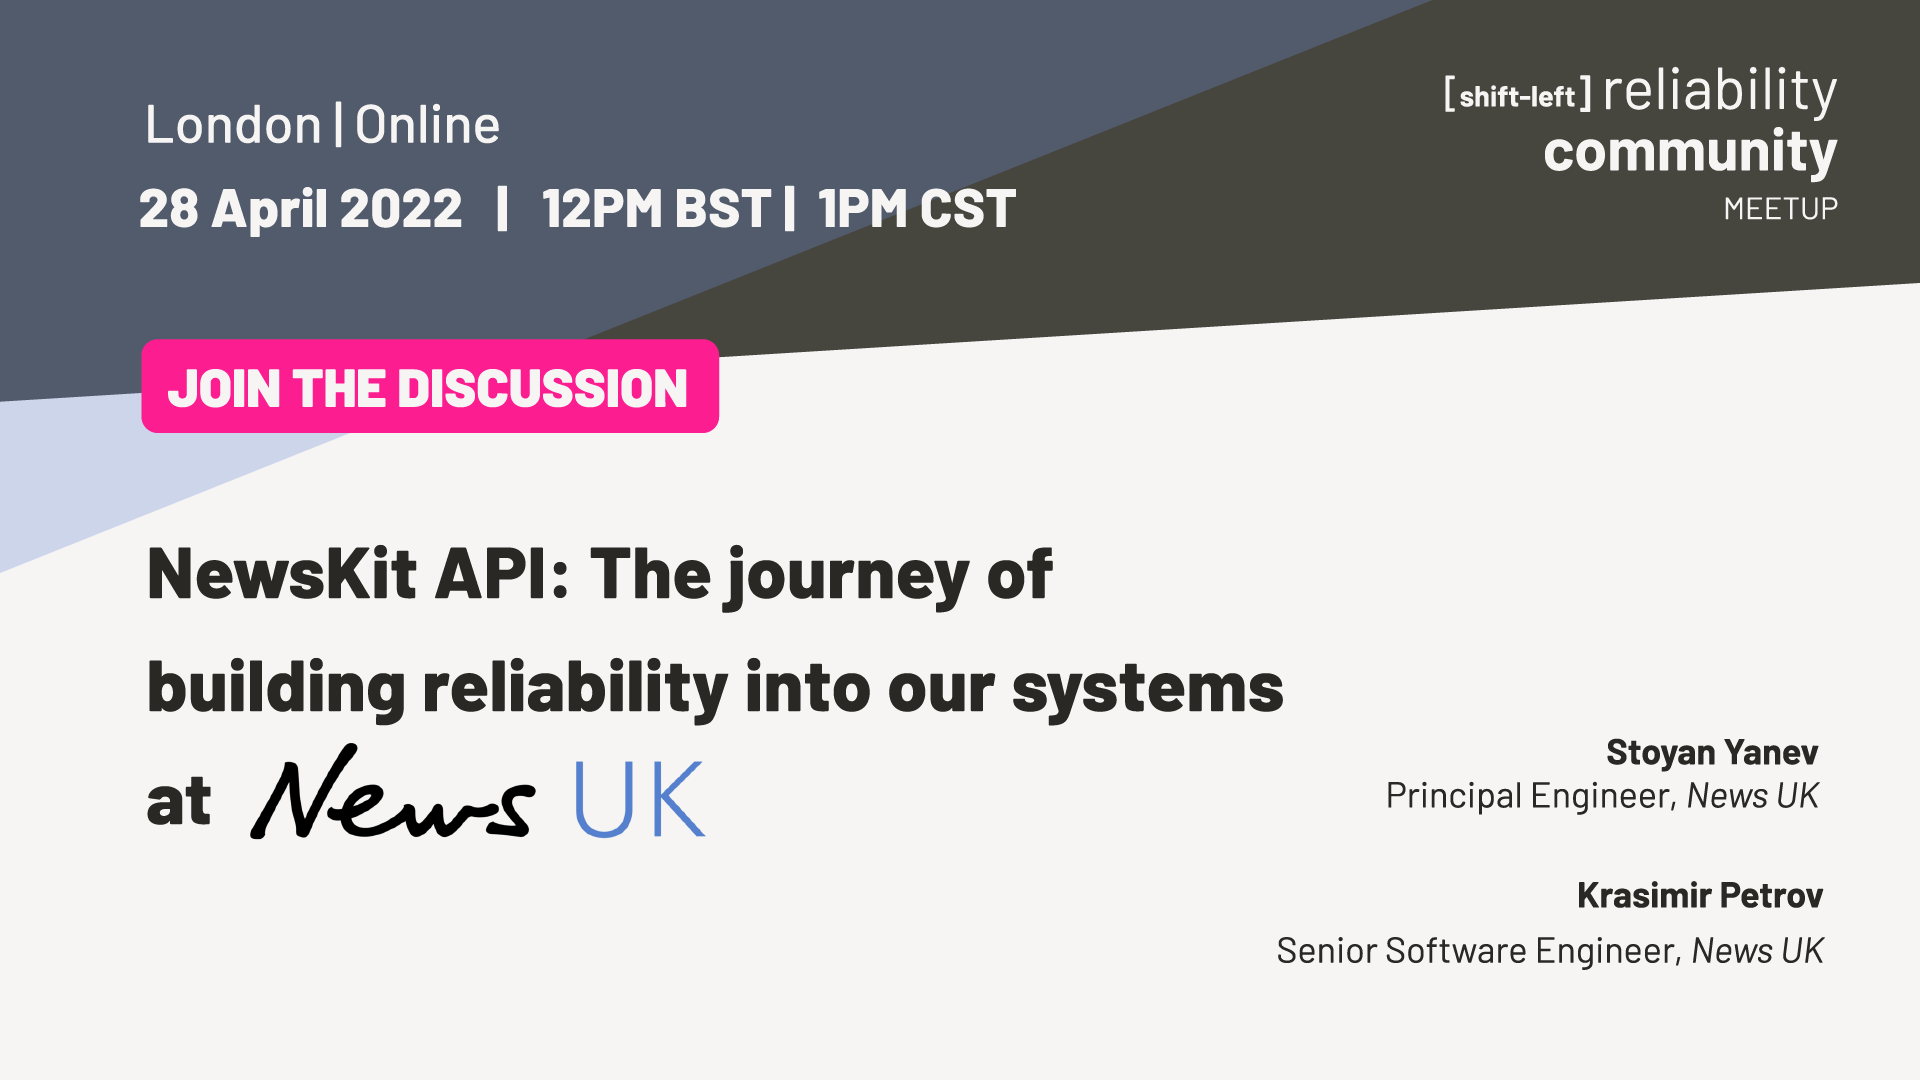 London | Online
28 April 2022 | 12PM BST | 1PM CST
[shift-left] reliability
community
MEETUP
JOIN THE DISCUSSION
NewsKit API: The journey of
building reliability into our systems
at News UK
Stoyan Yanev
Principal Engineer, News UK
Krasimir Petrov
Senior Software Engineer, News UK